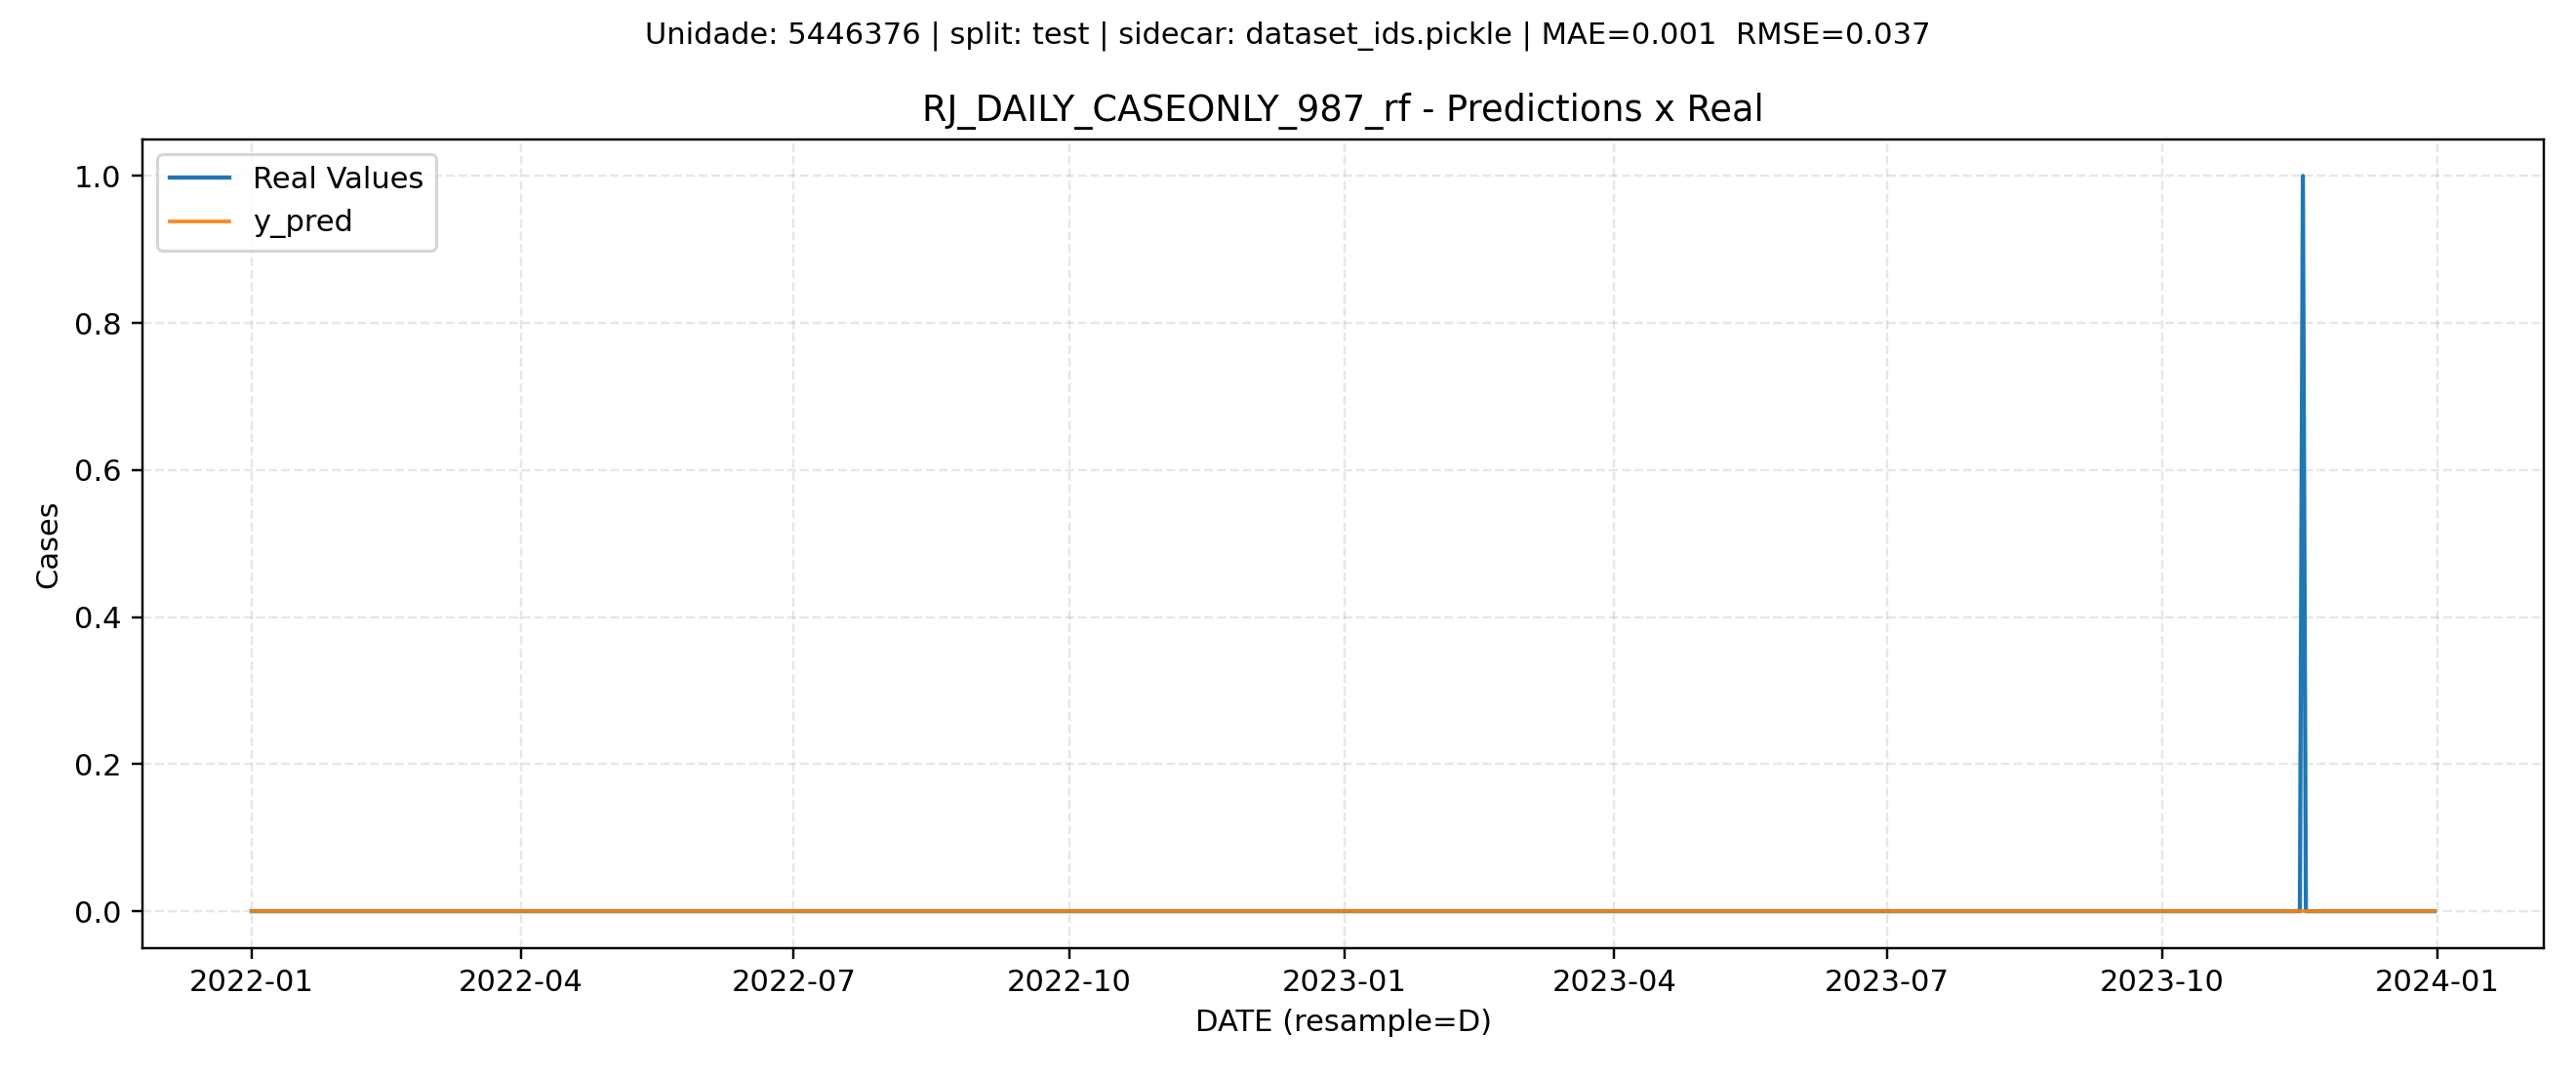 Unidade: 5446376 | split: test | sidecar: dataset_ids.pickle | MAE=0.001  RMSE=0.037
RJ_DAILY_CASEONLY_987_rf - Predictions x Real
Real Values
y_pred
1.0
0.8
0.6
0.4
0.2
0.0
Cases
2022-01 2022-04 2022-07 2022-10 2023-01 2023-04 2023-07 2023-10 2024-01
DATE (resample=D)